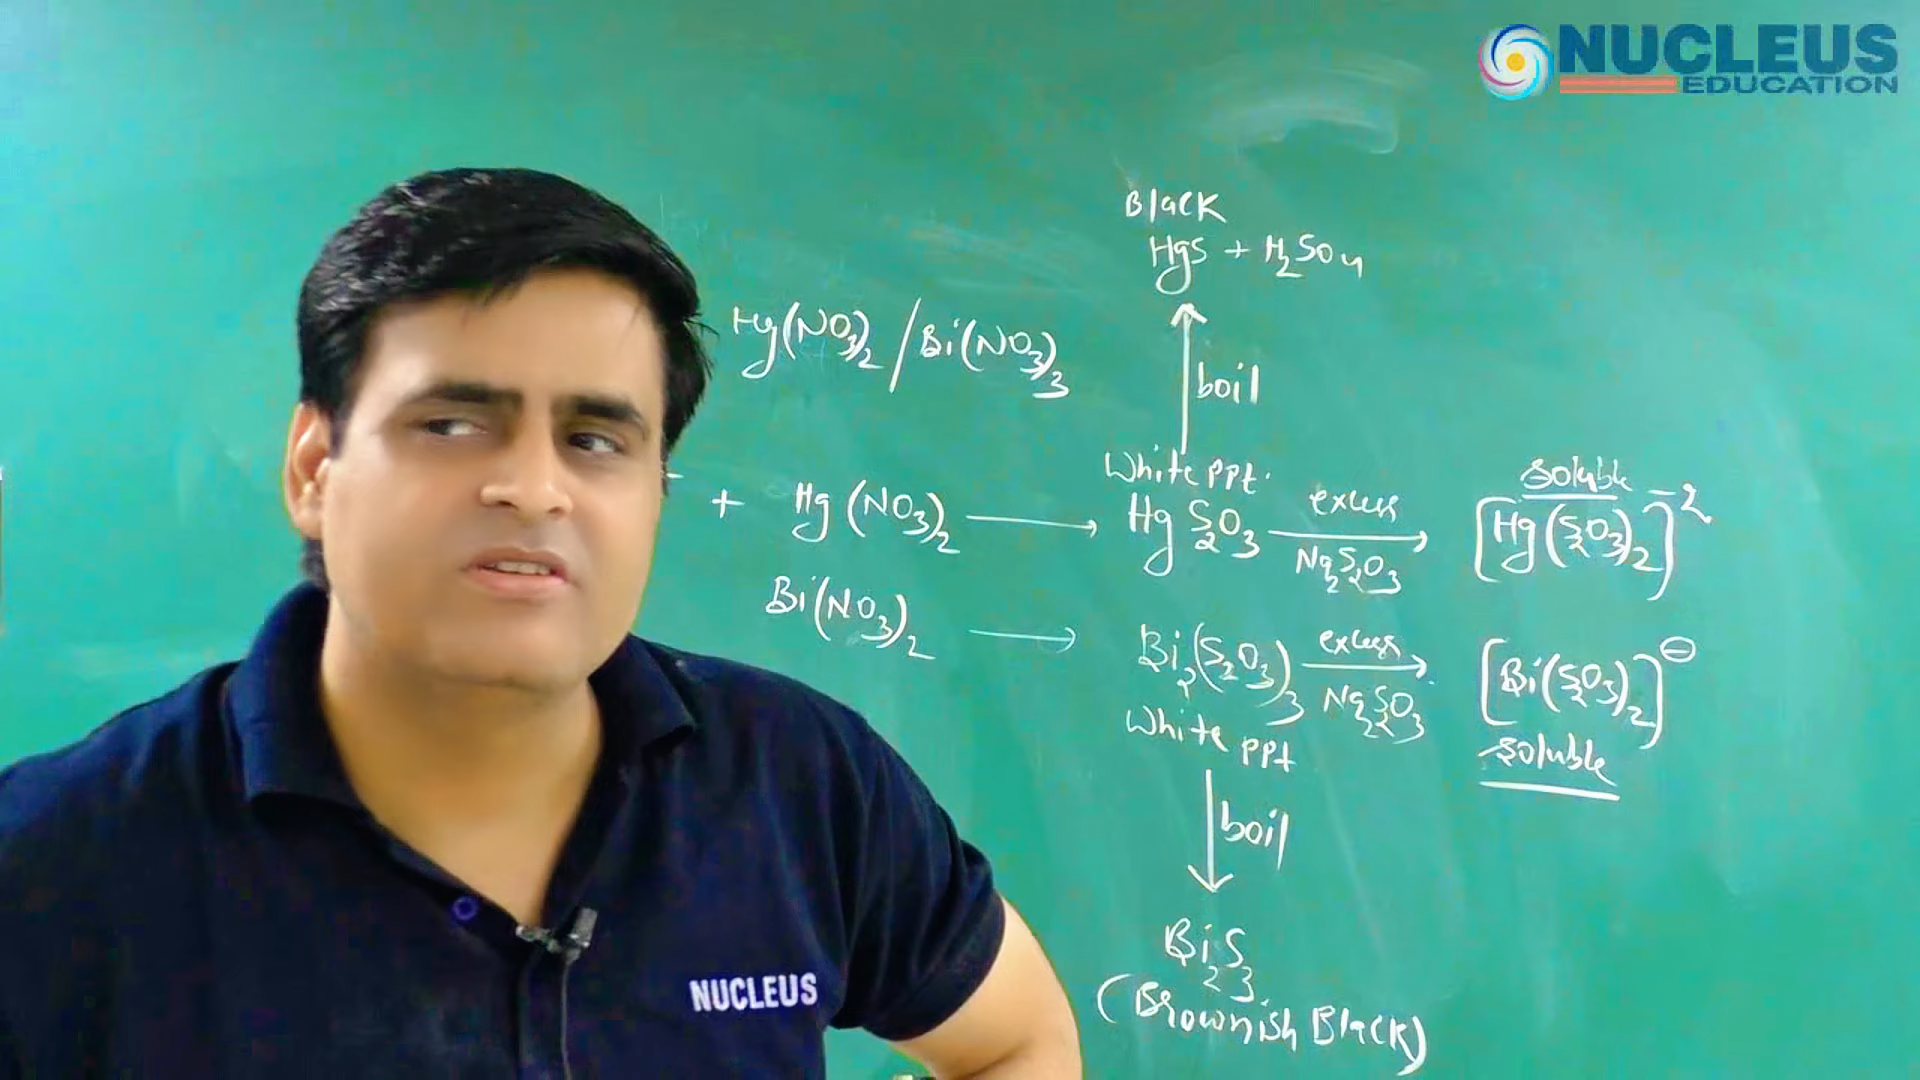 NUCLEUS
EDUCATION
Black
HgS + H2SO4
Hg(NO3)2 / Bi(NO3)3
boil
White ppt.
soluble
+ Hg(NO3)2 → HgS2O3 excess → Na2S2O3 [Hg(S2O3)2]-2
Bi(NO3)2 → Bi2(S2O3)3 excess → Na2S2O3 [Bi(S2O3)2]⊖
White ppt
soluble
boil
Bi2S3
(Brownish Black)
NUCLEUS